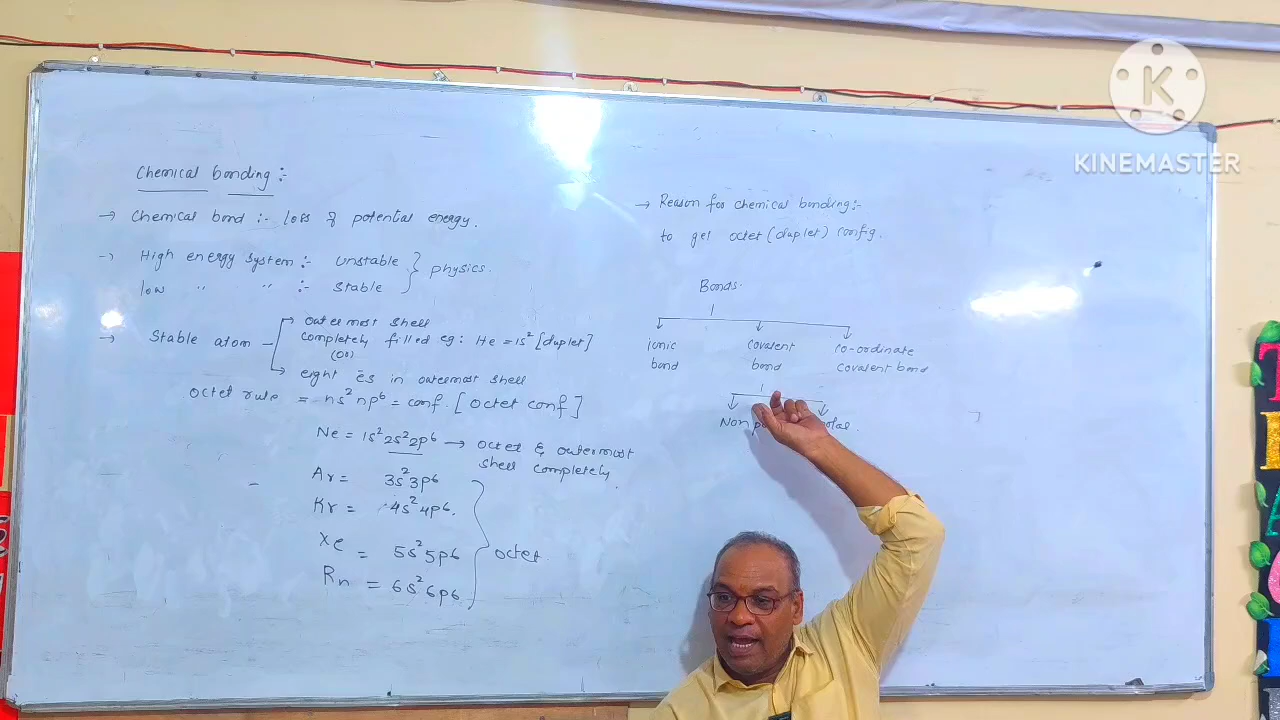 Chemical bonding :-
→ Chemical bond :- loss of potential energy.
→ High energy system :- unstable } physics.
low " " :- stable
→ Stable atom → outermost shell
completely filled eg: He = 1s² [duplet]
(or)
→ eight es in outermost shell
octet rule = ns² np⁶ = conf. [octet conf]
Ne = 1s² 2s² 2p⁶ → octet & outermost
shell completely.
Ar = 3s² 3p⁶
Kr = 4s² 4p⁶.
Xe = 5s² 5p⁶
Rn = 6s² 6p⁶.
} octet.
→ Reason for chemical bonding :-
to get octet (duplet) config.
Bonds.
Ionic bond
Covalent bond
Co-ordinate covalent bond
Non
K
KINEMASTER